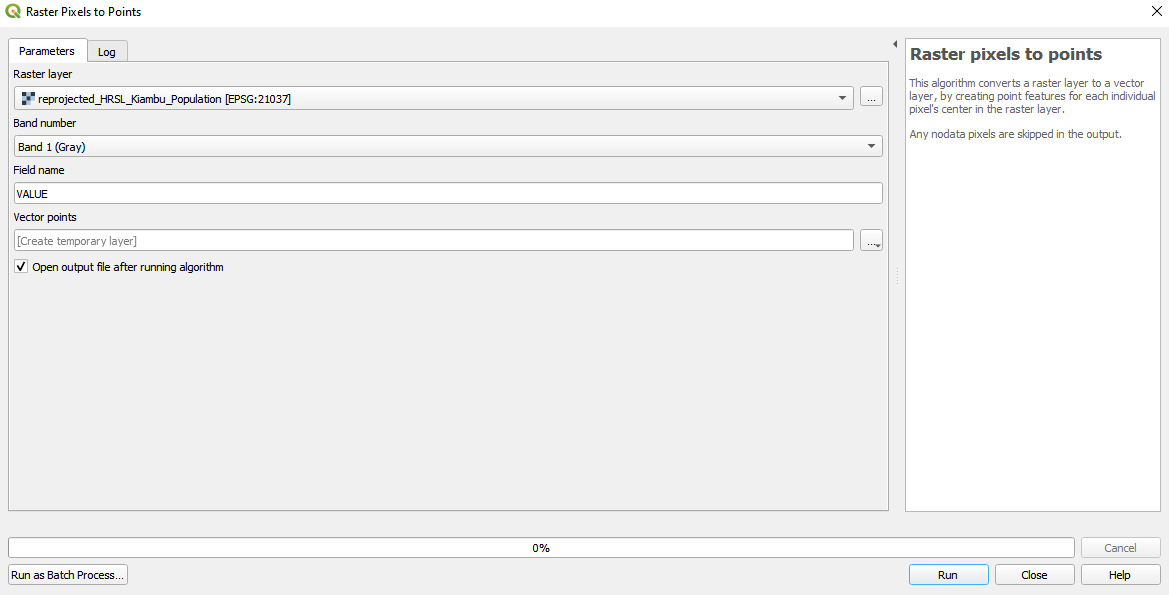 Raster Pixels to Points
Parameters
Log
Raster layer
reprojected_HRSL_Kiambu_Population [EPSG:21037]
...
Band number
Band 1 (Gray)
Field name
VALUE
Vector points
[Create temporary layer]
...
Open output file after running algorithm
Raster pixels to points
This algorithm converts a raster layer to a vector
layer, by creating point features for each individual
pixel's center in the raster layer.
Any nodata pixels are skipped in the output.
0%
Cancel
Run as Batch Process...
Run
Close
Help